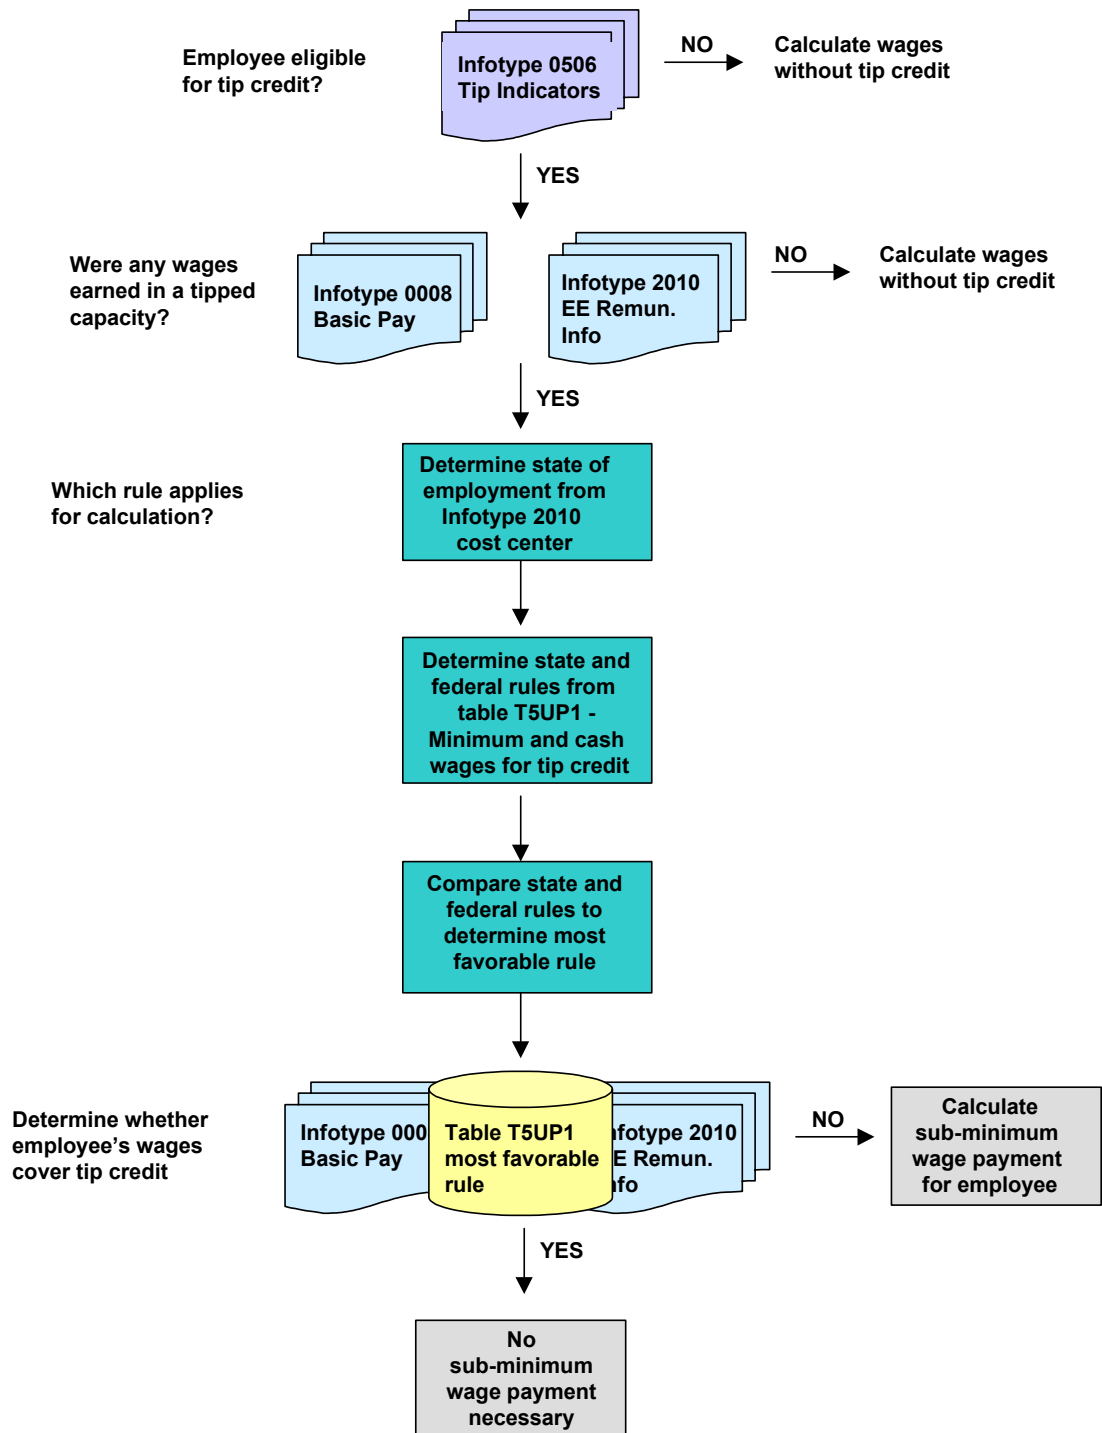 Employee eligible
for tip credit?
Infotype 0506
Tip Indicators
NO
Calculate wages
without tip credit
YES
Were any wages
earned in a tipped
capacity?
Infotype 0008
Basic Pay
Infotype 2010
EE Remun.
Info
NO
Calculate wages
without tip credit
YES
Which rule applies
for calculation?
Determine state of
employment from
Infotype 2010
cost center
Determine state and
federal rules from
table T5UP1 -
Minimum and cash
wages for tip credit
Compare state and
federal rules to
determine most
favorable rule
Determine whether
employee's wages
cover tip credit
Infotype 000
Basic Pay
Table T5UP1
most favorable
rule
nfotype 2010
E Remun.
nfo
NO
Calculate
sub-minimum
wage payment
for employee
YES
No
sub-minimum
wage payment
necessary